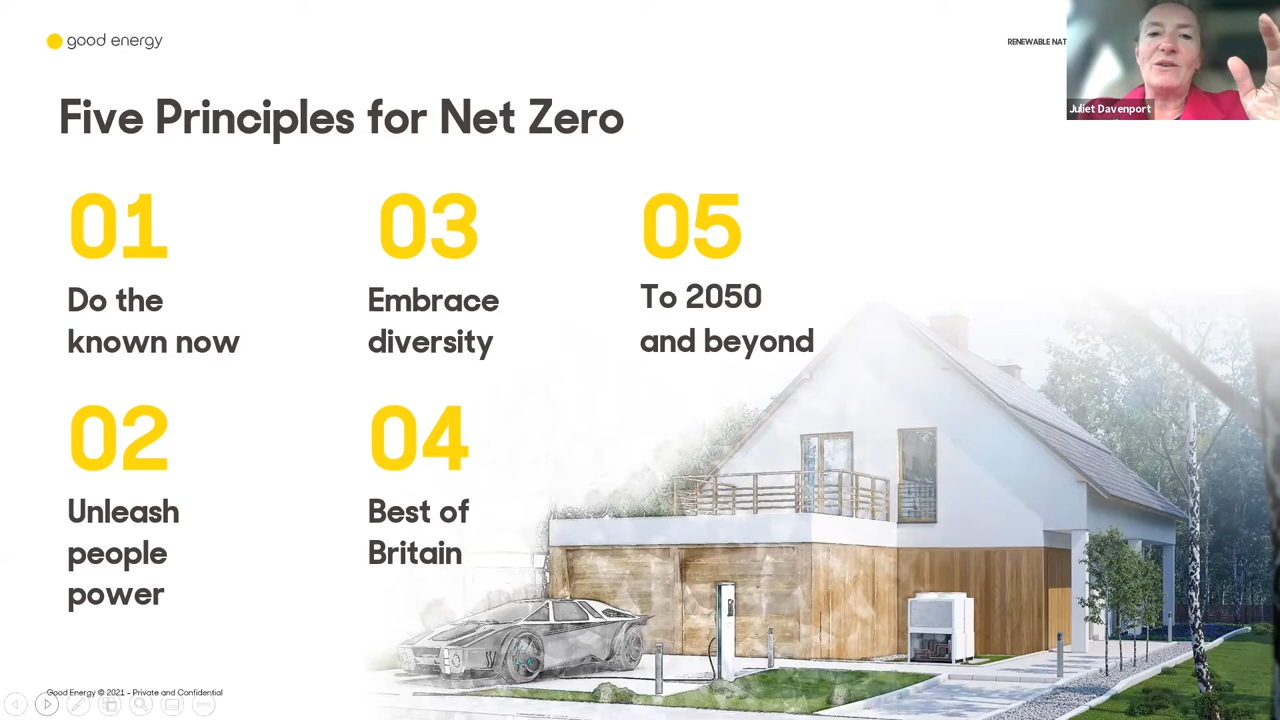 good energy
RENEWABLE NAT
Juliet Davenport
Five Principles for Net Zero
01
Do the
known now
02
Unleash
people
power
03
Embrace
diversity
04
Best of
Britain
05
To 2050
and beyond
Good Energy © 2021 - Private and Confidential